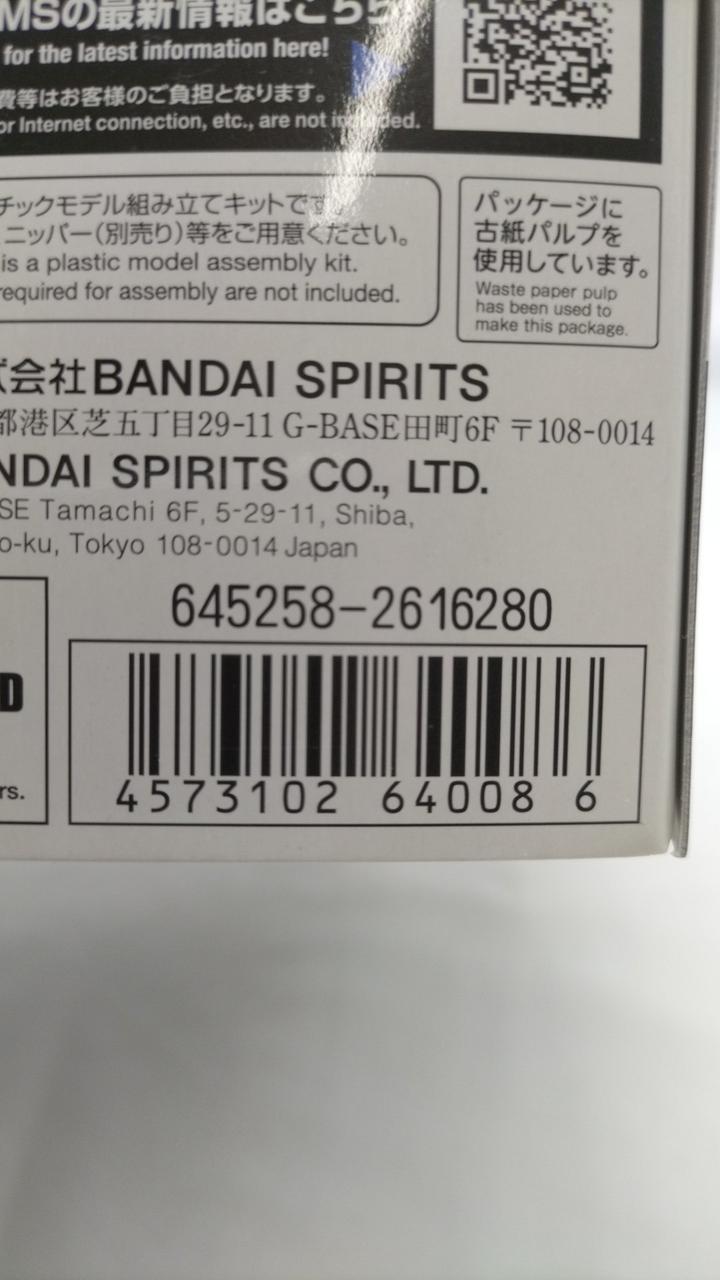 MSの最新情報はこちら
for the latest information here!
費等はお客様のご負担となります。
or Internet connection, etc., are not included.
チックモデル組み立てキットです。
ニッパー(別売り)等をご用意ください。
is a plastic model assembly kit.
required for assembly are not included.
パッケージに
古紙パルプを
使用しています。
Waste paper pulp
has been used to
make this package.
会社BANDAI SPIRITS
都港区芝五丁目29-11 G-BASE田町6F 〒108-0014
NDAI SPIRITS CO., LTD.
SE Tamachi 6F, 5-29-11, Shiba,
o-ku, Tokyo 108-0014 Japan
645258-2616280
D
rs.
4573102 64008 6